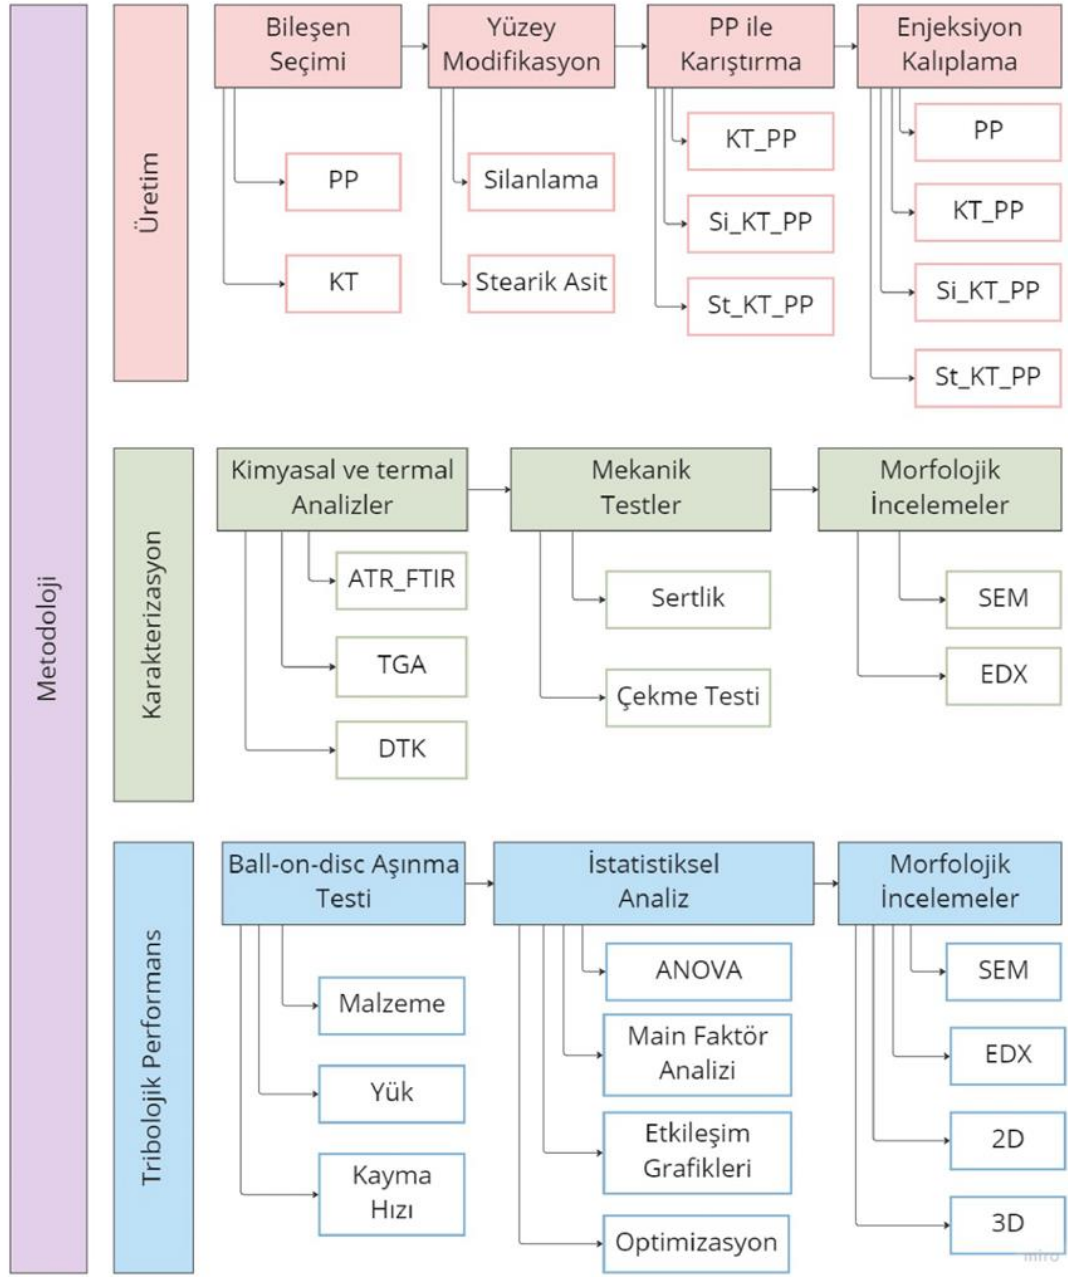 Metodoloji
Üretim
Bileşen
Seçimi
Yüzey
Modifikasyon
PP ile
Karıştırma
Enjeksiyon
Kalıplama
PP
KT
Silanlama
Stearik Asit
KT_PP
Si_KT_PP
St_KT_PP
PP
KT_PP
Si_KT_PP
St_KT_PP
Karakterizasyon
Kimyasal ve termal
Analizler
Mekanik
Testler
Morfolojik
İncelemeler
ATR_FTIR
TGA
DTK
Sertlik
Çekme Testi
SEM
EDX
Tribolojik Performans
Ball-on-disc Aşınma
Testi
İstatistiksel
Analiz
Morfolojik
İncelemeler
Malzeme
Yük
Kayma
Hızı
ANOVA
Main Faktör
Analizi
Etkileşim
Grafikleri
Optimizasyon
SEM
EDX
2D
3D
miro